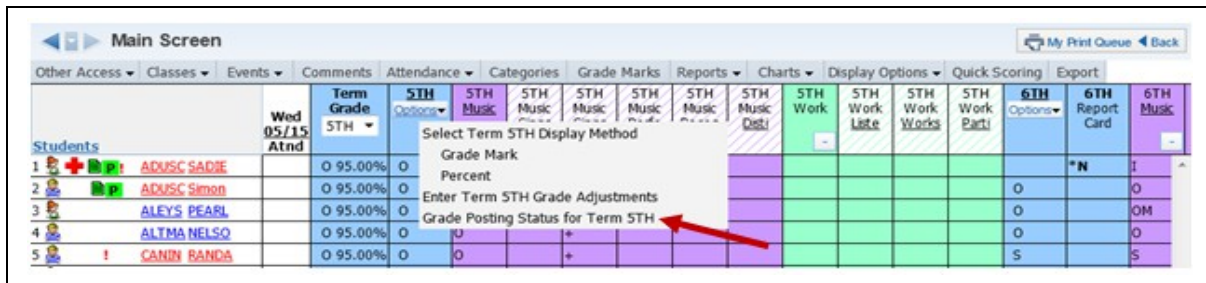 Main Screen
My Print Queue Back
Other Access Classes Events Comments Attendance Categories Grade Marks Reports Charts Display Options Quick Scoring Export
Term 5TH 5TH 5TH 5TH 5TH 5TH 5TH 5TH 5TH 5TH 5TH 5TH 6TH 6TH 6TH
Wed Grade Options Music Music Music Music Music Music Work Work Work Work Options Report Music
05/15 5TH Disti - Liste Works Parti Card -
Students Atnd
1 P ! ADUSC SADIE O 95.00% O *N I
2 P ADUSC Simon O 95.00% O O O
3 ALEYS PEARL O 95.00% O O OM
4 ALTMA NELSO O 95.00% O O + O O
5 ! CANIN RANDA O 95.00% O O + S S
Select Term 5TH Display Method
Grade Mark
Percent
Enter Term 5TH Grade Adjustments
Grade Posting Status for Term 5TH